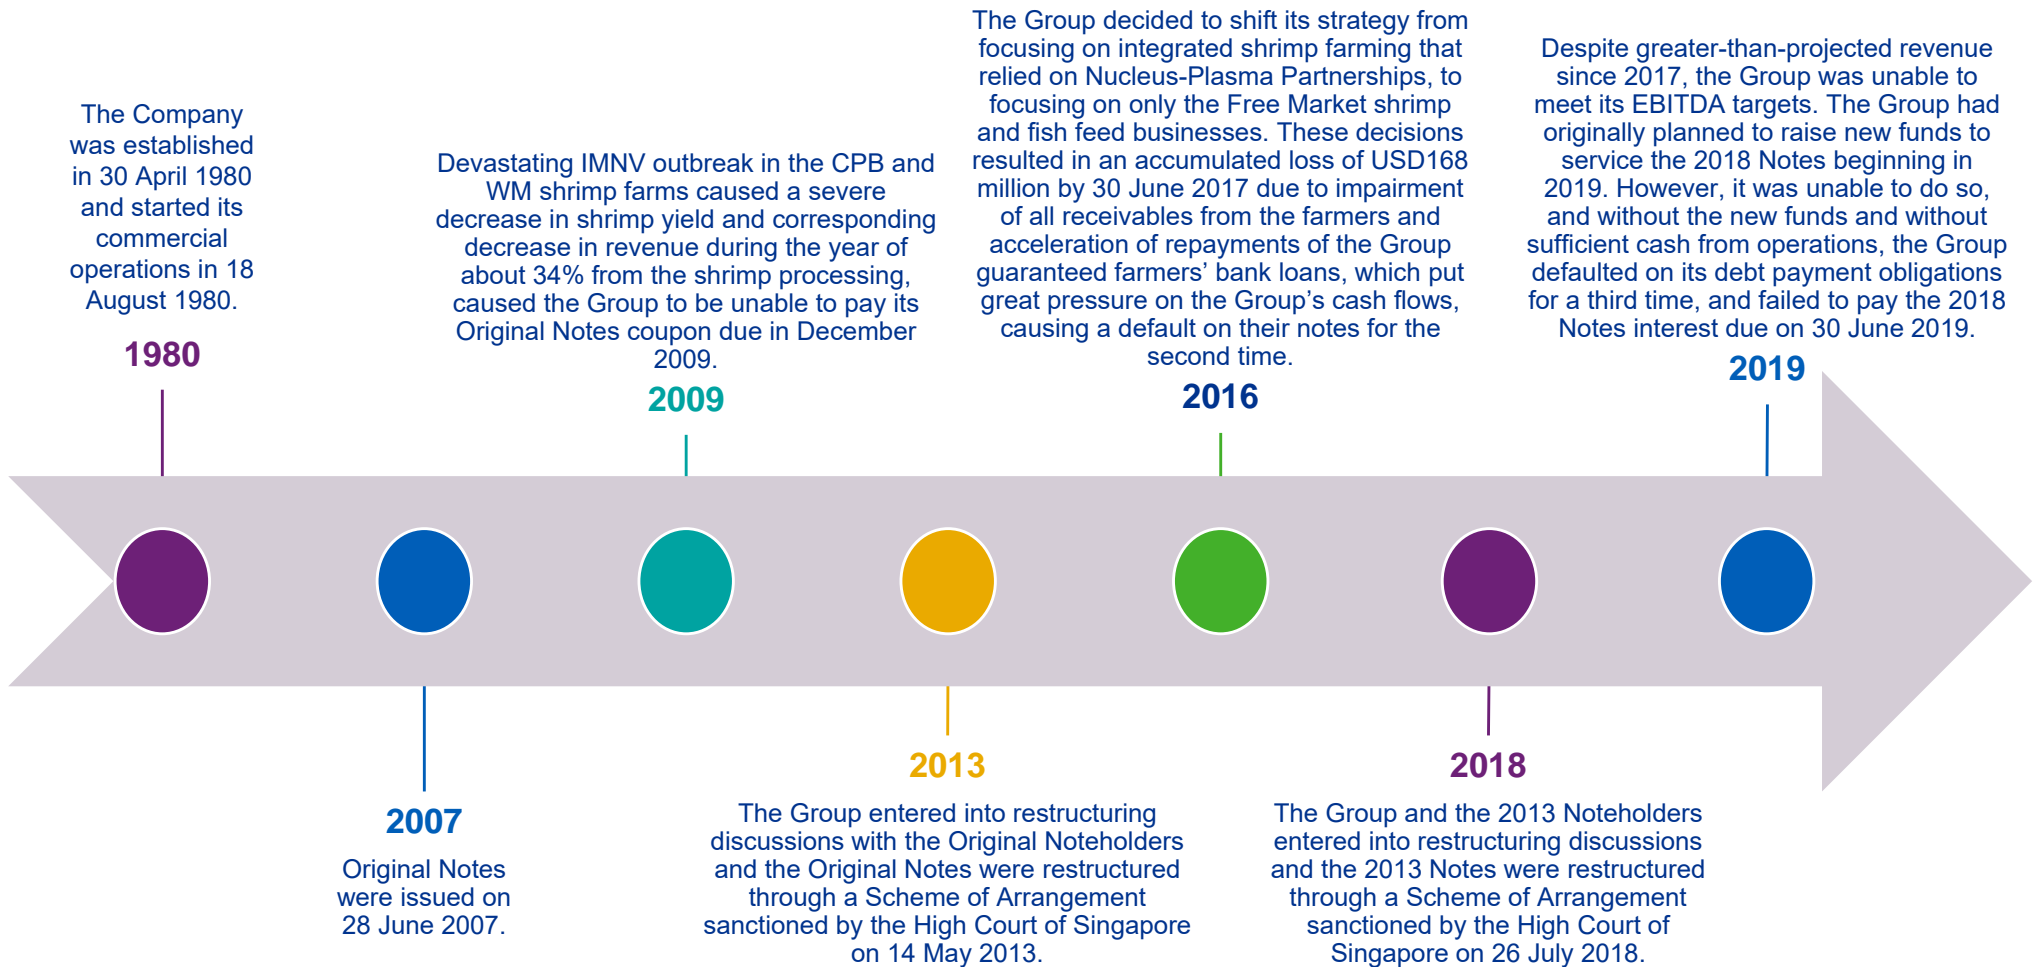 The Company
was established
in 30 April 1980
and started its
commercial
operations in 18
August 1980.
1980
Original Notes
were issued on
28 June 2007.
2007
Devastating IMNV outbreak in the CPB and
WM shrimp farms caused a severe
decrease in shrimp yield and corresponding
decrease in revenue during the year of
about 34% from the shrimp processing,
caused the Group to be unable to pay its
Original Notes coupon due in December
2009.
2009
2013
The Group entered into restructuring
discussions with the Original Noteholders
and the Original Notes were restructured
through a Scheme of Arrangement
sanctioned by the High Court of Singapore
on 14 May 2013.
The Group decided to shift its strategy from
focusing on integrated shrimp farming that
relied on Nucleus-Plasma Partnerships, to
focusing on only the Free Market shrimp
and fish feed businesses. These decisions
resulted in an accumulated loss of USD168
million by 30 June 2017 due to impairment
of all receivables from the farmers and
acceleration of repayments of the Group
guaranteed farmers’ bank loans, which put
great pressure on the Group’s cash flows,
causing a default on their notes for the
second time.
2016
2018
The Group and the 2013 Noteholders
entered into restructuring discussions
and the 2013 Notes were restructured
through a Scheme of Arrangement
sanctioned by the High Court of
Singapore on 26 July 2018.
Despite greater-than-projected revenue
since 2017, the Group was unable to
meet its EBITDA targets. The Group had
originally planned to raise new funds to
service the 2018 Notes beginning in
2019. However, it was unable to do so,
and without the new funds and without
sufficient cash from operations, the Group
defaulted on its debt payment obligations
for a third time, and failed to pay the 2018
Notes interest due on 30 June 2019.
2019